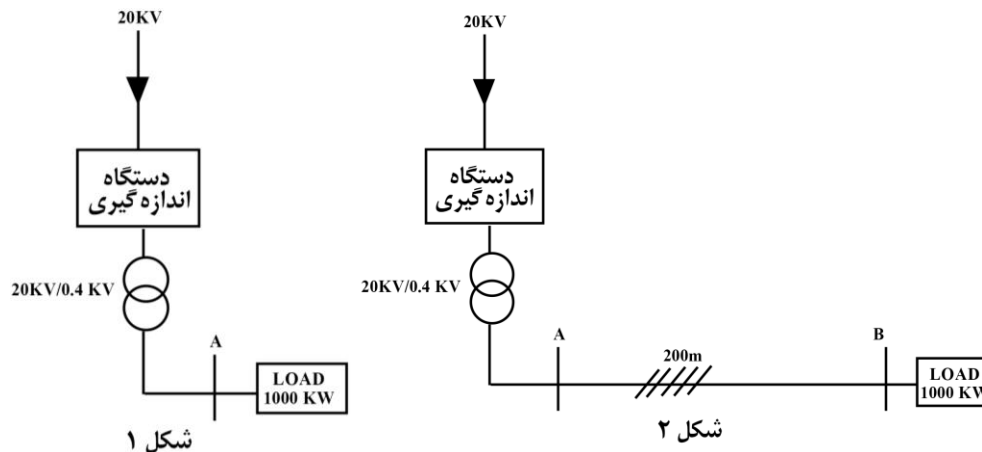 20KV
دستگاه
اندازه گیری
20KV/0.4 KV
A
LOAD
1000 KW
شکل ۱
20KV
دستگاه
اندازه گیری
20KV/0.4 KV
A
200m
B
LOAD
1000 KW
شکل ۲